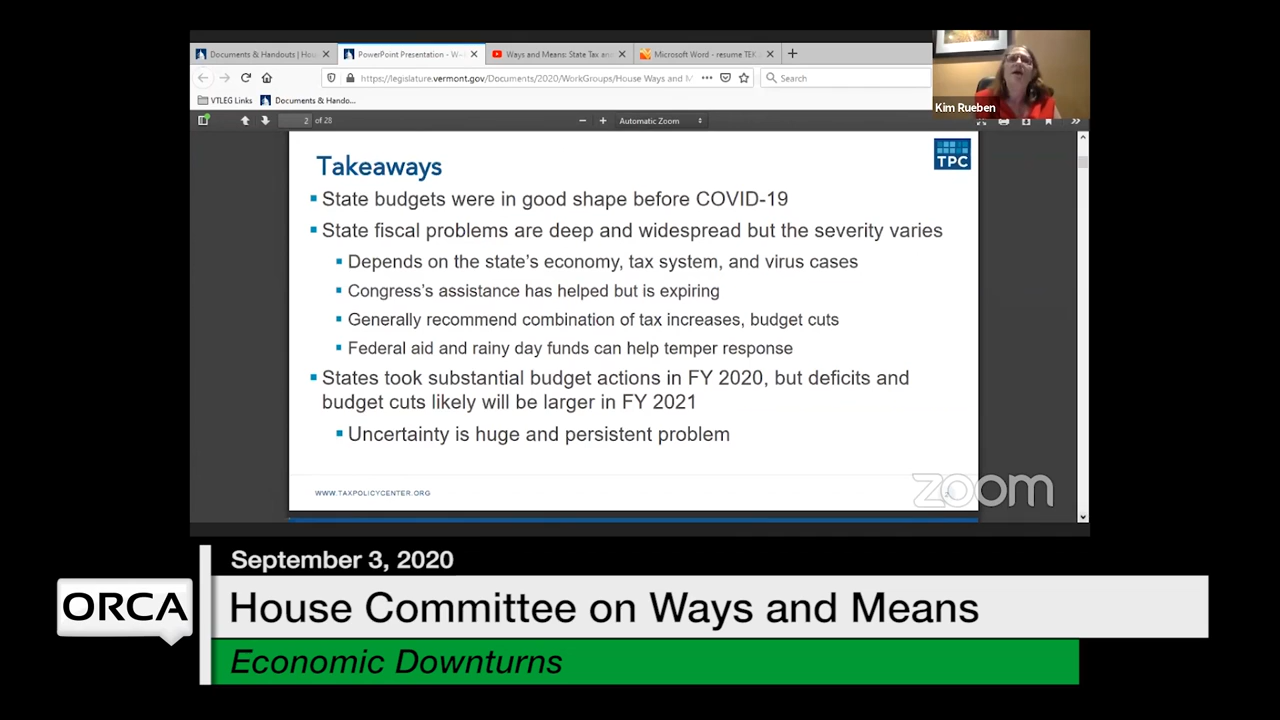 Documents & Handouts | Hou
PowerPoint Presentation - W
Ways and Means: State Tax an
Microsoft Word - resume TEK
https://legislature.vermont.gov/Documents/2020/WorkGroups/House Ways and M
Search
VTLEG Links
Documents & Hando...
Kim Rueben
2 of 28
Automatic Zoom
Takeaways
TPC
State budgets were in good shape before COVID-19
State fiscal problems are deep and widespread but the severity varies
Depends on the state's economy, tax system, and virus cases
Congress's assistance has helped but is expiring
Generally recommend combination of tax increases, budget cuts
Federal aid and rainy day funds can help temper response
States took substantial budget actions in FY 2020, but deficits and
budget cuts likely will be larger in FY 2021
Uncertainty is huge and persistent problem
WWW.TAXPOLICYCENTER.ORG
zoom
September 3, 2020
ORCA
House Committee on Ways and Means
Economic Downturns